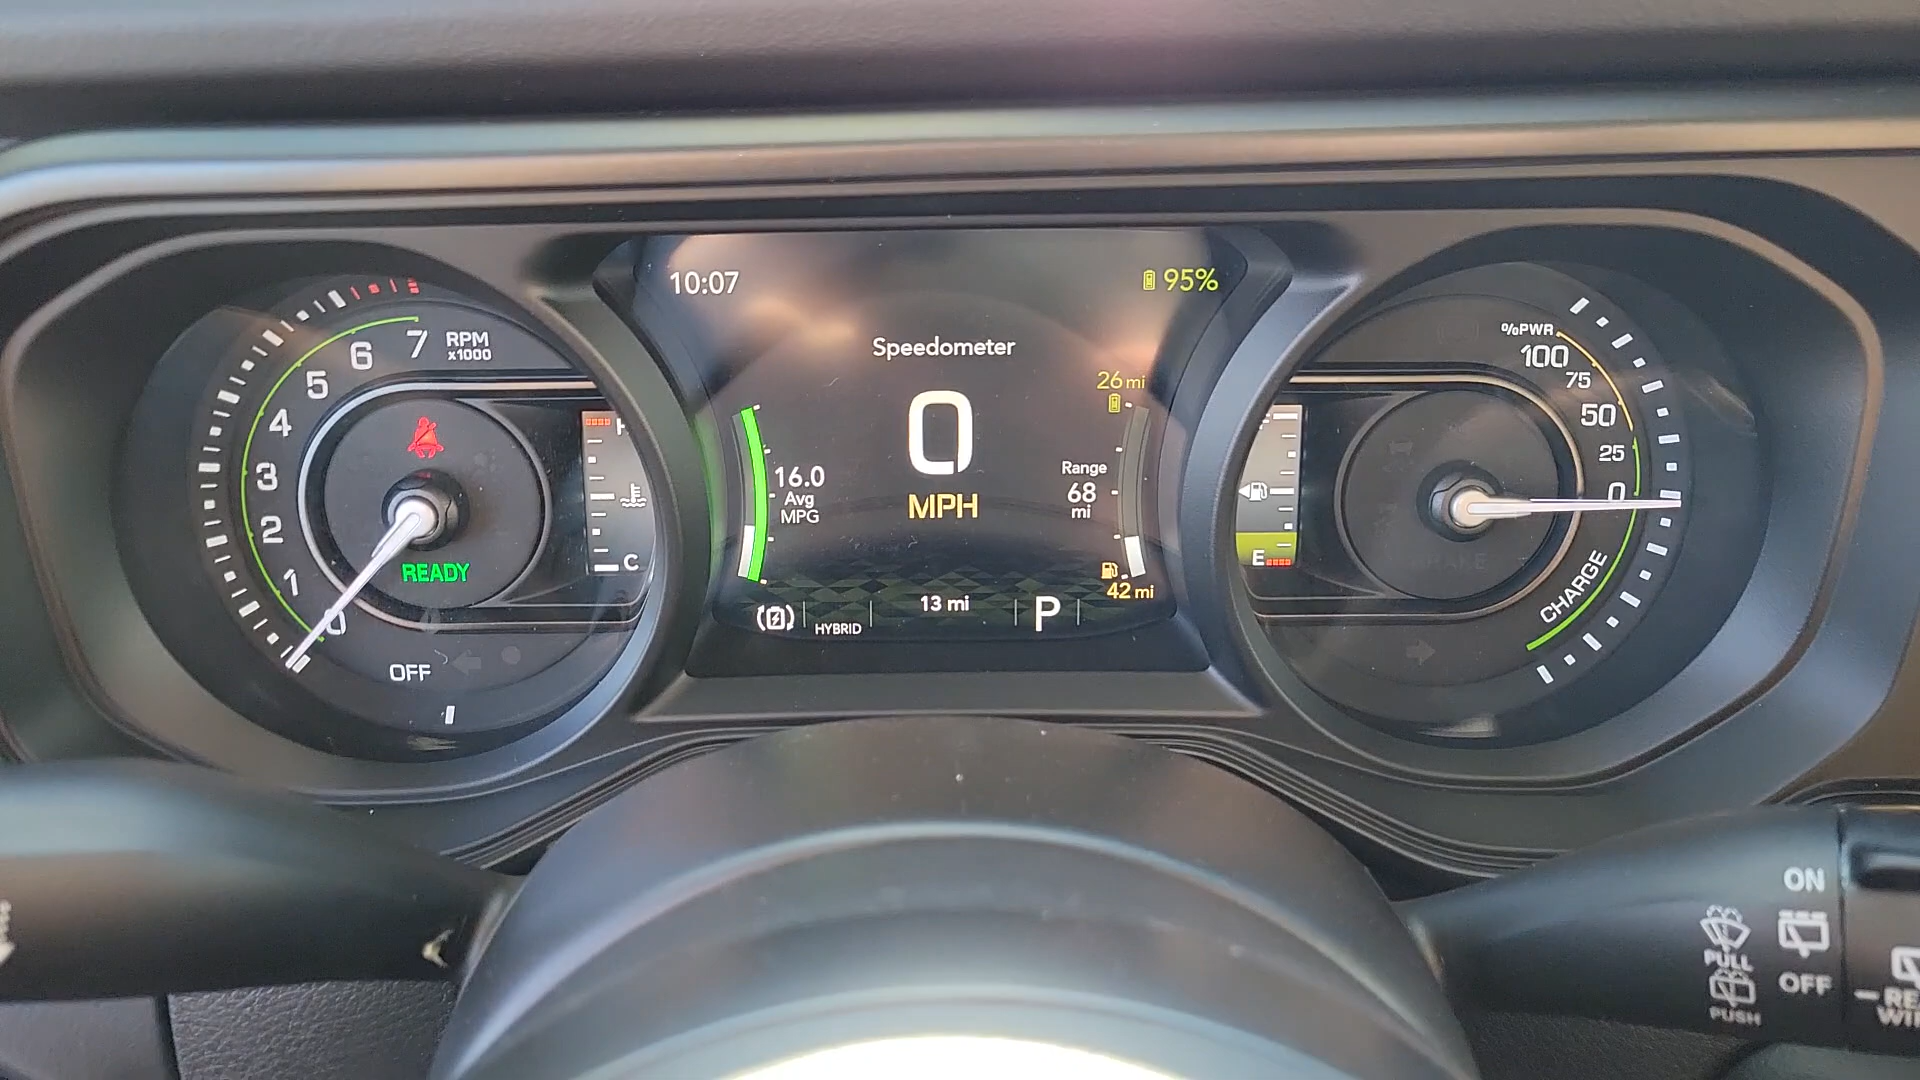 10:07
95%
Speedometer
0
MPH
16.0
Avg
MPG
26 mi
Range
68
mi
42 mi
HYBRID
13 mi
P
7
6
5
4
3
2
1
0
RPM
x1000
READY
OFF
H
C
E
%PWR
100
75
50
25
0
CHARGE
BRAKE
ON
OFF
PULL
PUSH